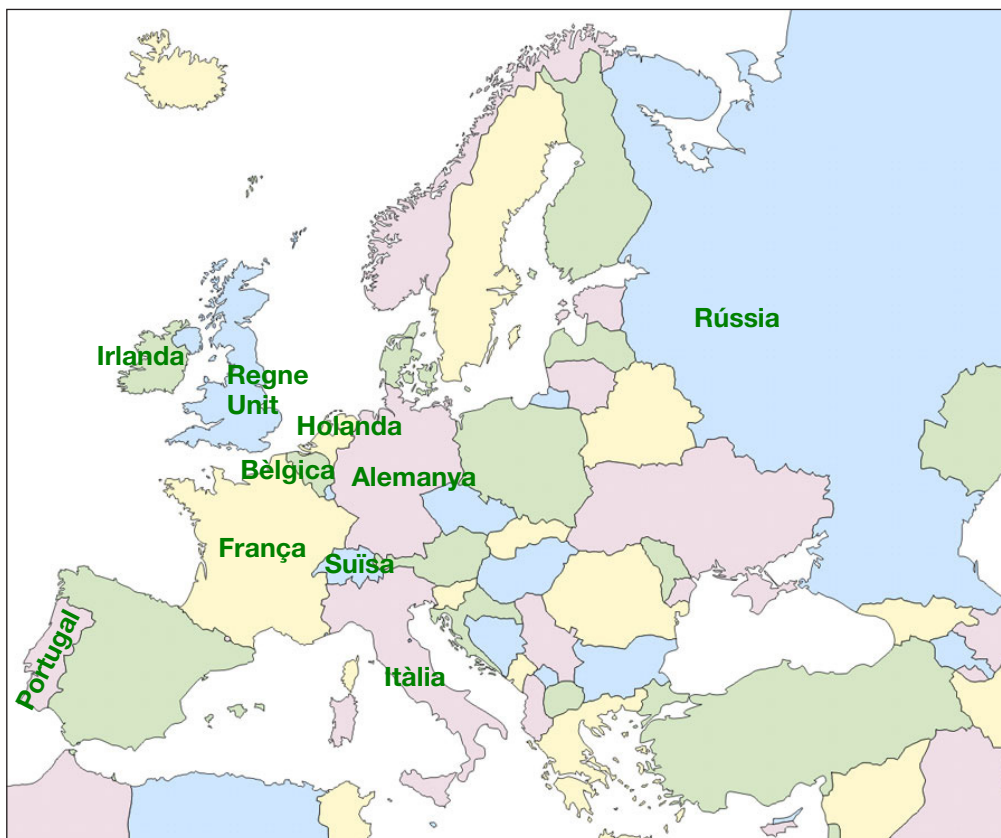 Rússia
Irlanda
Regne
Unit
Holanda
Bèlgica
Alemanya
França
Suïsa
Portugal
Itàlia